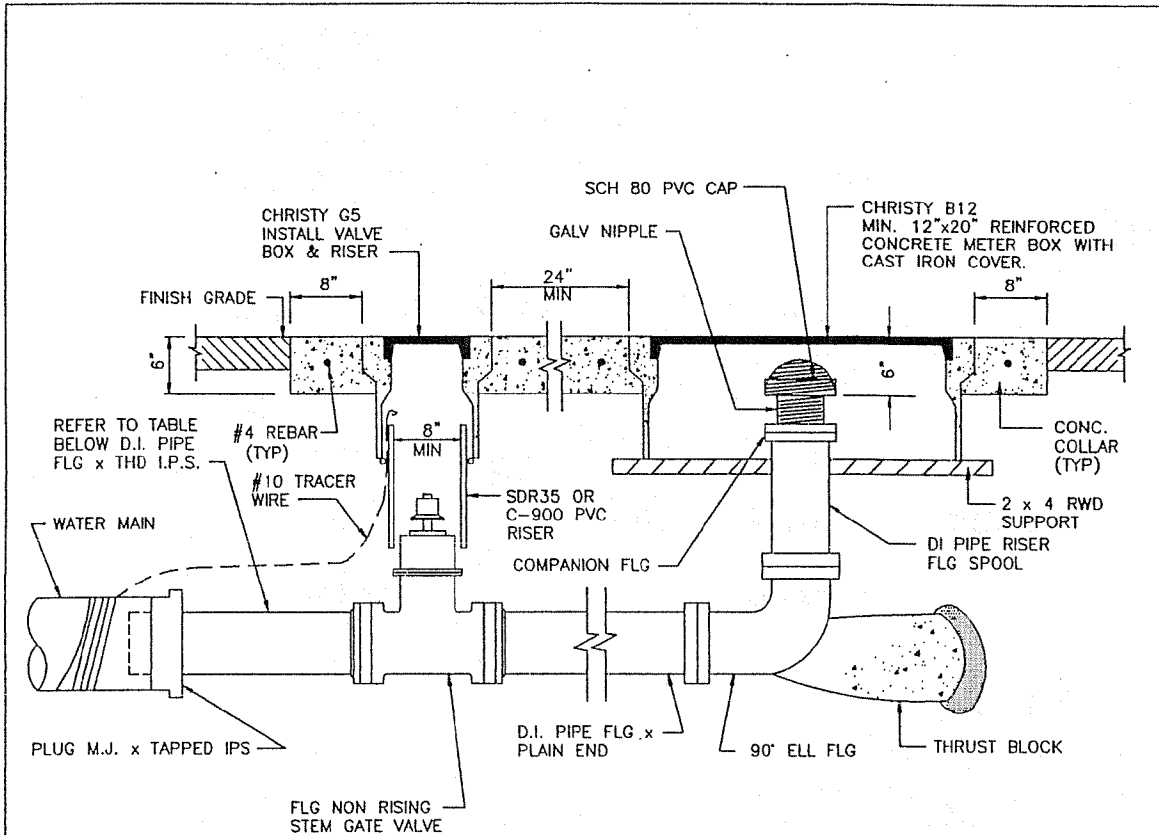 SCH 80 PVC CAP
CHRISTY G5
INSTALL VALVE
BOX & RISER
GALV NIPPLE
CHRISTY B12
MIN. 12"x20" REINFORCED
CONCRETE METER BOX WITH
CAST IRON COVER.
FINISH GRADE
8"
24"
MIN
8"
6"
6"
REFER TO TABLE
BELOW D.I. PIPE
FLG x THD I.P.S.
#4 REBAR
(TYP)
8"
MIN
CONC.
COLLAR
(TYP)
#10 TRACER
WIRE
SDR35 OR
C-900 PVC
RISER
2 x 4 RWD
SUPPORT
WATER MAIN
COMPANION FLG
DI PIPE RISER
FLG SPOOL
PLUG M.J. x TAPPED IPS
D.I. PIPE FLG x
PLAIN END
90° ELL FLG
THRUST BLOCK
FLG NON RISING
STEM GATE VALVE